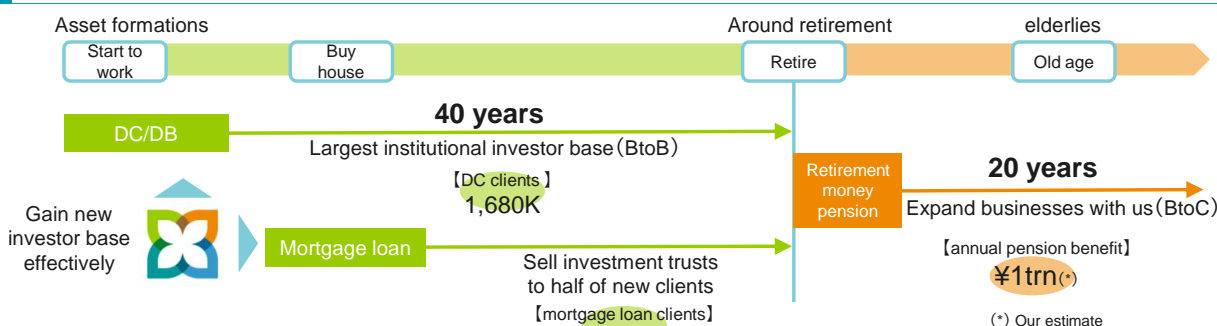 Asset formations
Around retirement
elderlies
Start to
work
Buy
house
Retire
Old age
DC/DB
40 years
Largest institutional investor base(BtoB)
【DC clients 】
1,680K
Retirement
money
pension
20 years
Expand businesses with us(BtoC)
【annual pension benefit】
¥1trn(*)
(*) Our estimate
Gain new
investor base
effectively
Mortgage loan
Sell investment trusts
to half of new clients
【mortgage loan clients】